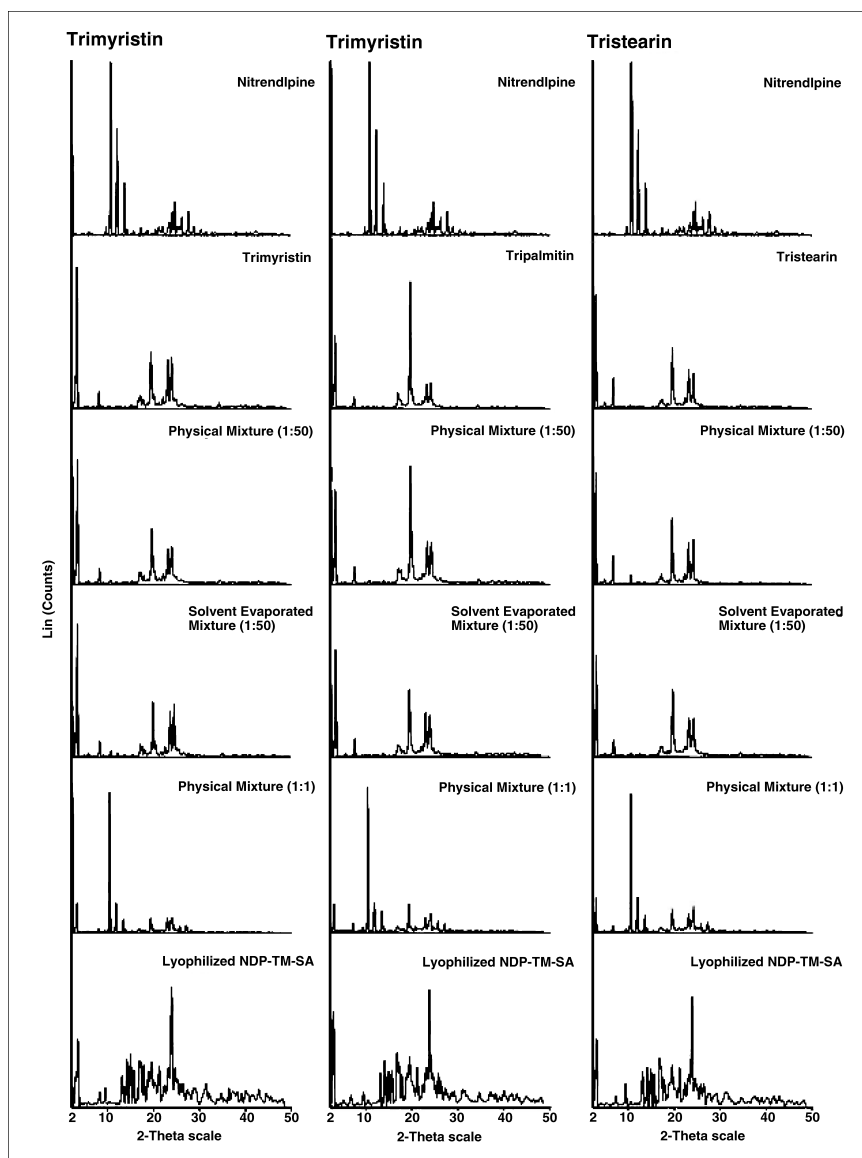 Trimyristin Trimyristin Tristearin
Nitrendlpine Nitrendlpine Nitrendlpine
Trimyristin Tripalmitin Tristearin
Physical Mixture (1:50) Physical Mixture (1:50) Physical Mixture (1:50)
Solvent Evaporated Solvent Evaporated Solvent Evaporated
Mixture (1:50) Mixture (1:50) Mixture (1:50)
Lin (Counts)
Physical Mixture (1:1) Physical Mixture (1:1) Physical Mixture (1:1)
Lyophilized NDP-TM-SA Lyophilized NDP-TM-SA Lyophilized NDP-TM-SA
2 10 20 30 40 50 2 10 20 30 40 50 2 10 20 30 40 50
2-Theta scale 2-Theta scale 2-Theta scale